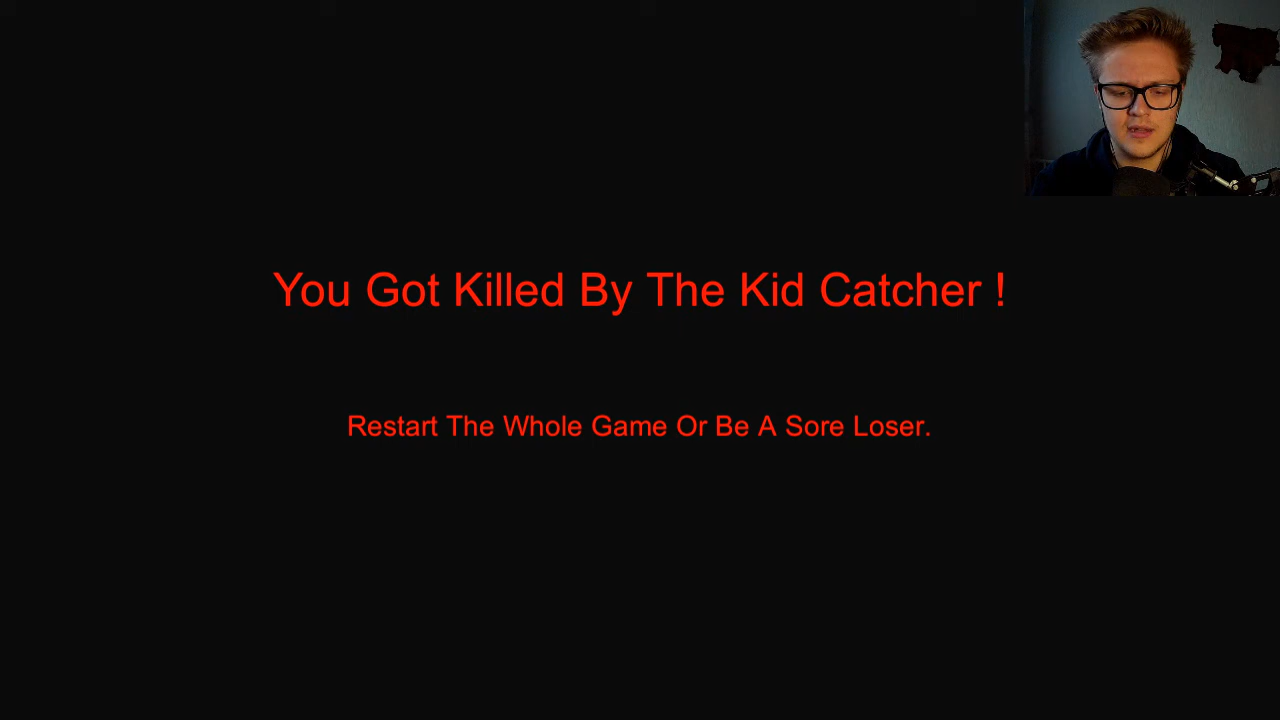 You Got Killed By The Kid Catcher !
Restart The Whole Game Or Be A Sore Loser.